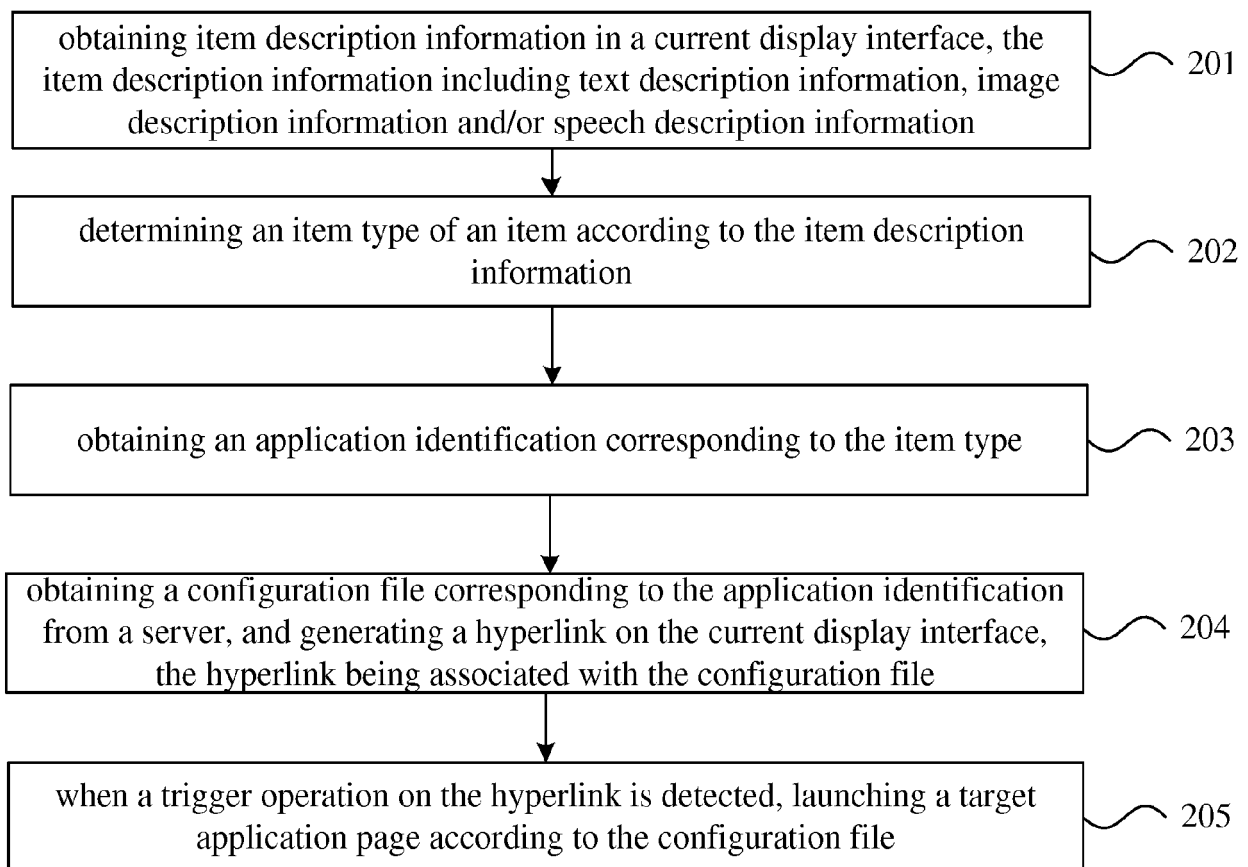 obtaining item description information in a current display interface, the
item description information including text description information, image
description information and/or speech description information
201
determining an item type of an item according to the item description
information
202
obtaining an application identification corresponding to the item type
203
obtaining a configuration file corresponding to the application identification
from a server, and generating a hyperlink on the current display interface,
the hyperlink being associated with the configuration file
204
when a trigger operation on the hyperlink is detected, launching a target
application page according to the configuration file
205